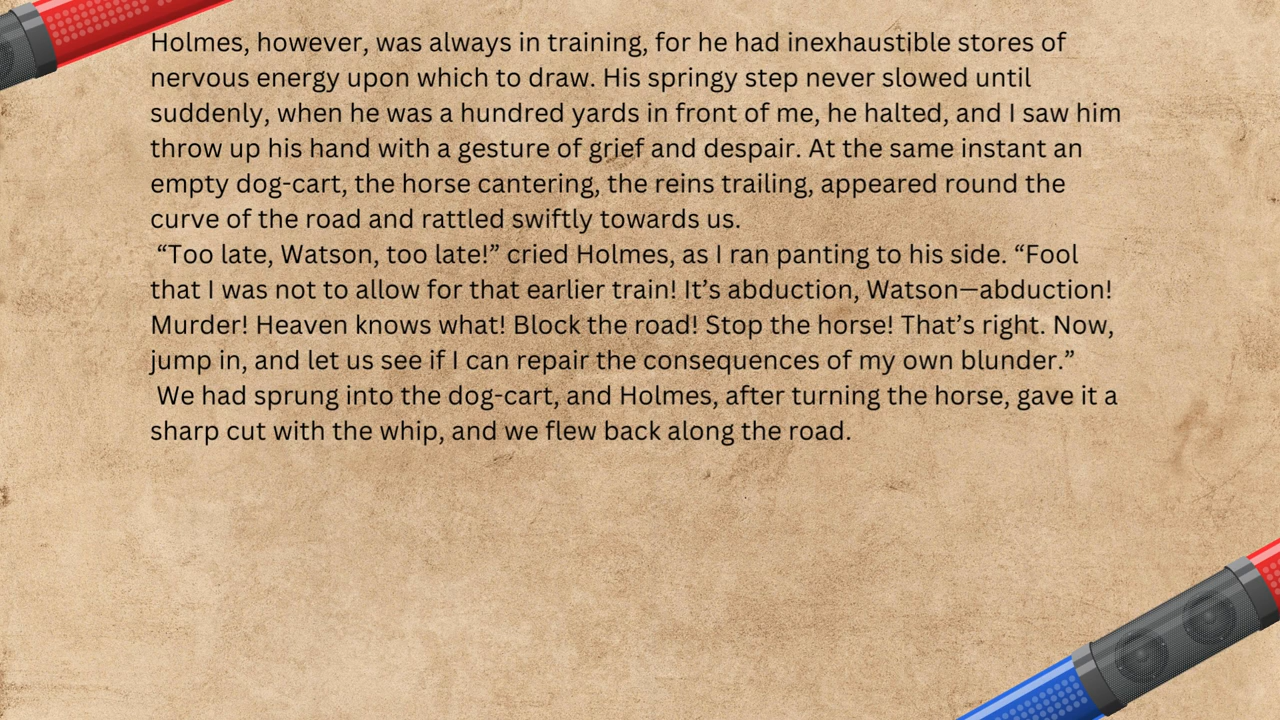 Holmes, however, was always in training, for he had inexhaustible stores of
nervous energy upon which to draw. His springy step never slowed until
suddenly, when he was a hundred yards in front of me, he halted, and I saw him
throw up his hand with a gesture of grief and despair. At the same instant an
empty dog-cart, the horse cantering, the reins trailing, appeared round the
curve of the road and rattled swiftly towards us.
“Too late, Watson, too late!” cried Holmes, as I ran panting to his side. “Fool
that I was not to allow for that earlier train! It’s abduction, Watson—abduction!
Murder! Heaven knows what! Block the road! Stop the horse! That’s right. Now,
jump in, and let us see if I can repair the consequences of my own blunder.”
We had sprung into the dog-cart, and Holmes, after turning the horse, gave it a
sharp cut with the whip, and we flew back along the road.